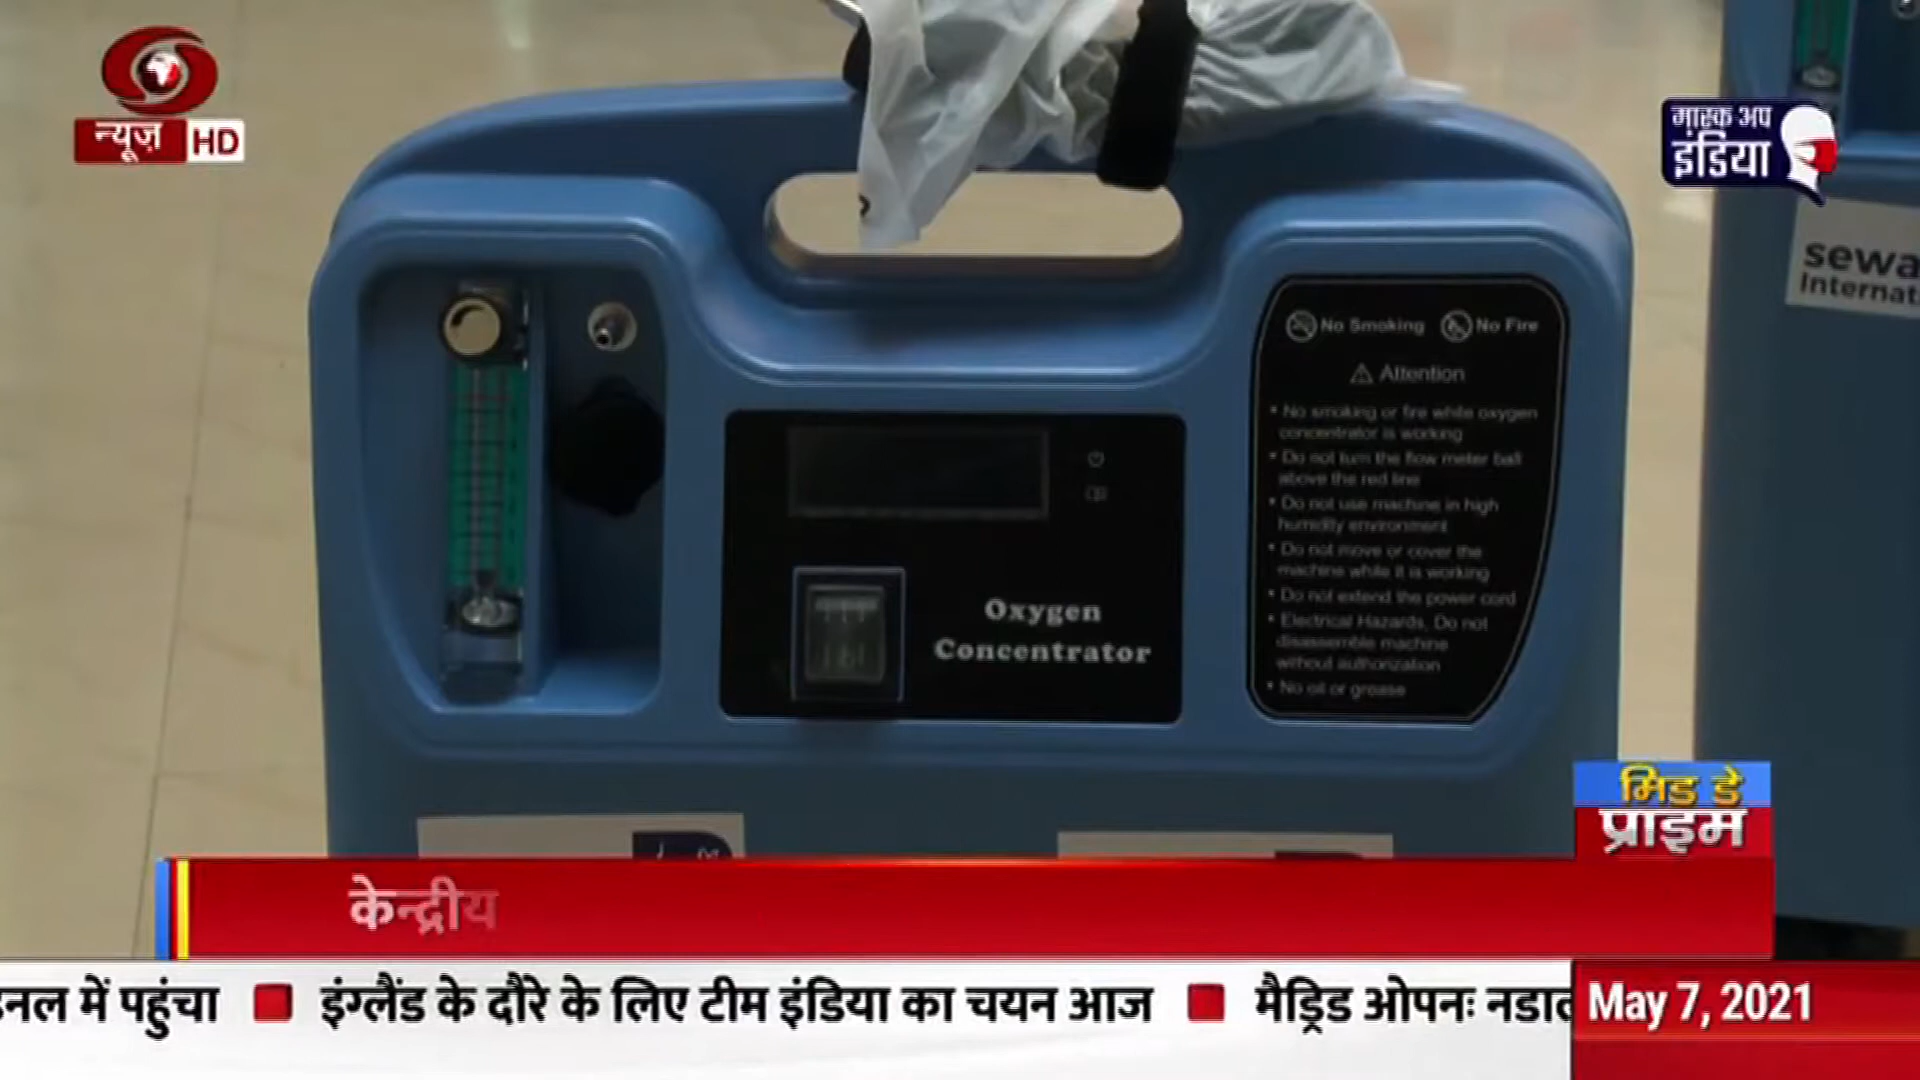 न्यूज़ HD
मास्क अप
इंडिया
sewa
Internat
No Smoking No Fire
Attention
• No smoking or fire while oxygen
concentrator is working
• Do not turn the flow meter ball
above the red line
• Do not use machine in high
humidity environment
• Do not move or cover the
machine while it is working
• Do not extend the power cord
• Electrical Hazards, Do not
disassemble machine
without authorization
• No oil or grease
Oxygen
Concentrator
मिड डे
प्राइम
केन्द्रीय
नल में पहुंचा ■ इंग्लैंड के दौरे के लिए टीम इंडिया का चयन आज ■ मैड्रिड ओपनः नडाल
May 7, 2021